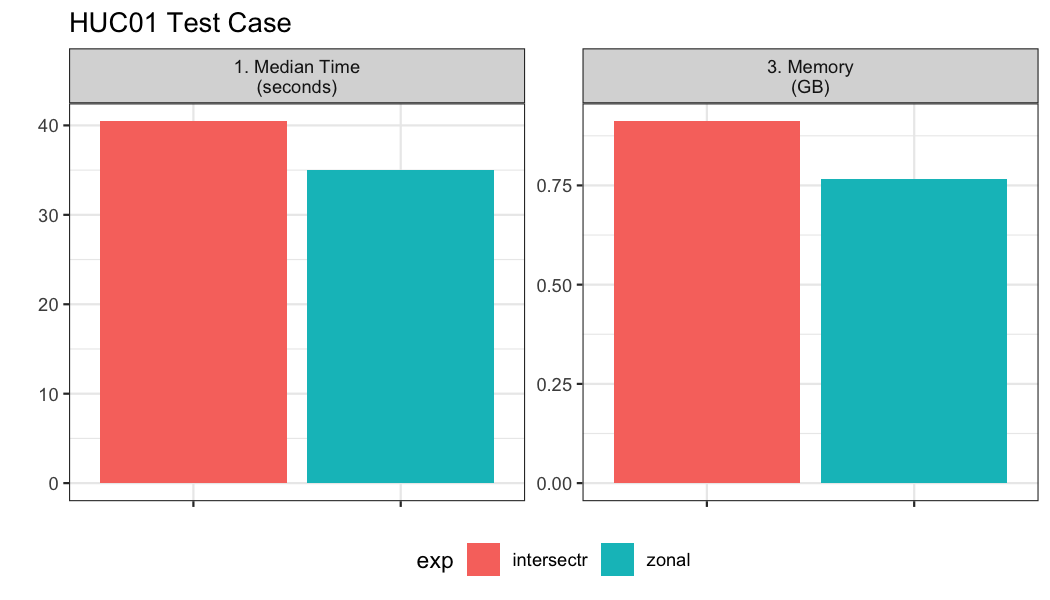 HUC01 Test Case
1. Median Time
(seconds)
3. Memory
(GB)
40
30
20
10
0
0.75
0.50
0.25
0.00
exp intersectr zonal